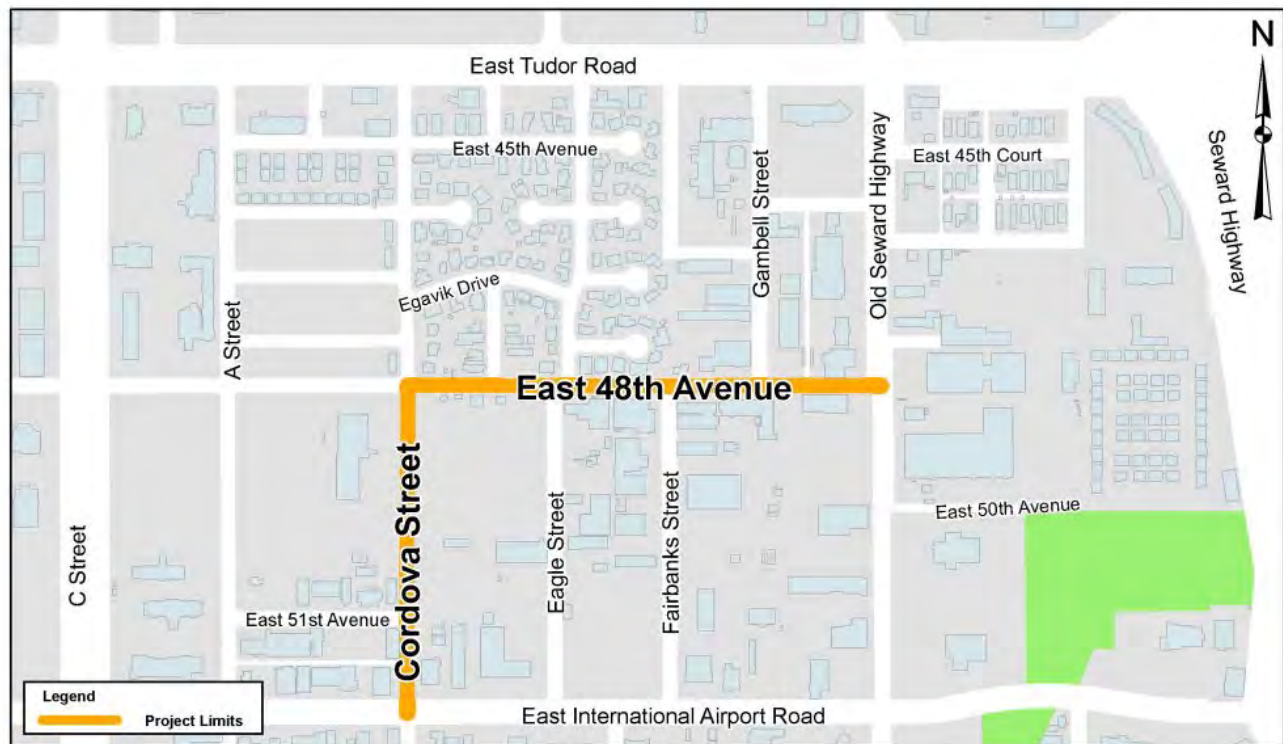 N
East Tudor Road
East 45th Avenue
East 45th Court
Seward Highway
Gambell Street
Old Seward Highway
Egavik Drive
A Street
East 48th Avenue
Cordova Street
C Street
Eagle Street
Fairbanks Street
East 50th Avenue
East 51st Avenue
East International Airport Road
Legend
Project Limits